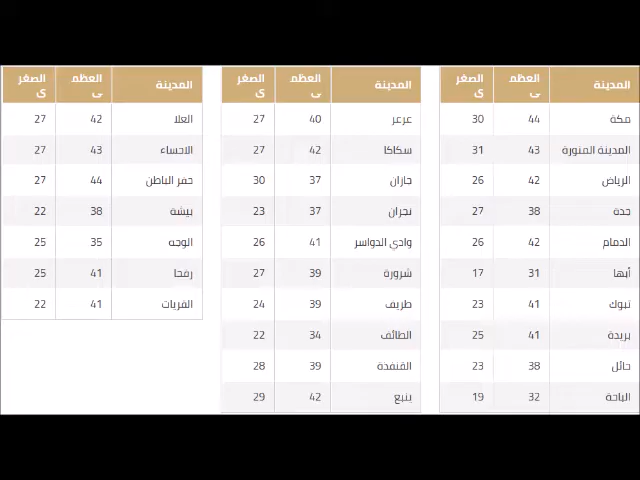 المدينة العظمى الصغرى
مكة 44 30
المدينة المنورة 43 31
الرياض 42 26
جدة 38 27
الدمام 42 26
أبها 31 17
تبوك 41 23
بريدة 41 25
حائل 38 23
الباحة 32 19
المدينة العظمى الصغرى
عرعر 40 27
سكاكا 42 27
جازان 37 30
نجران 37 23
وادي الدواسر 41 26
شرورة 39 27
طريف 39 24
الطائف 34 22
القنفذة 39 28
ينبع 42 29
المدينة العظمى الصغرى
العلا 42 27
الاحساء 43 27
حفر الباطن 44 27
بيشة 38 22
الوجه 35 25
رفحا 41 25
القريات 41 22